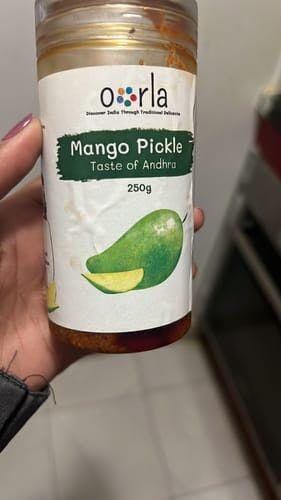 oorla
Discover India Through Traditional Delicacies
Mango Pickle
Taste of Andhra
250g